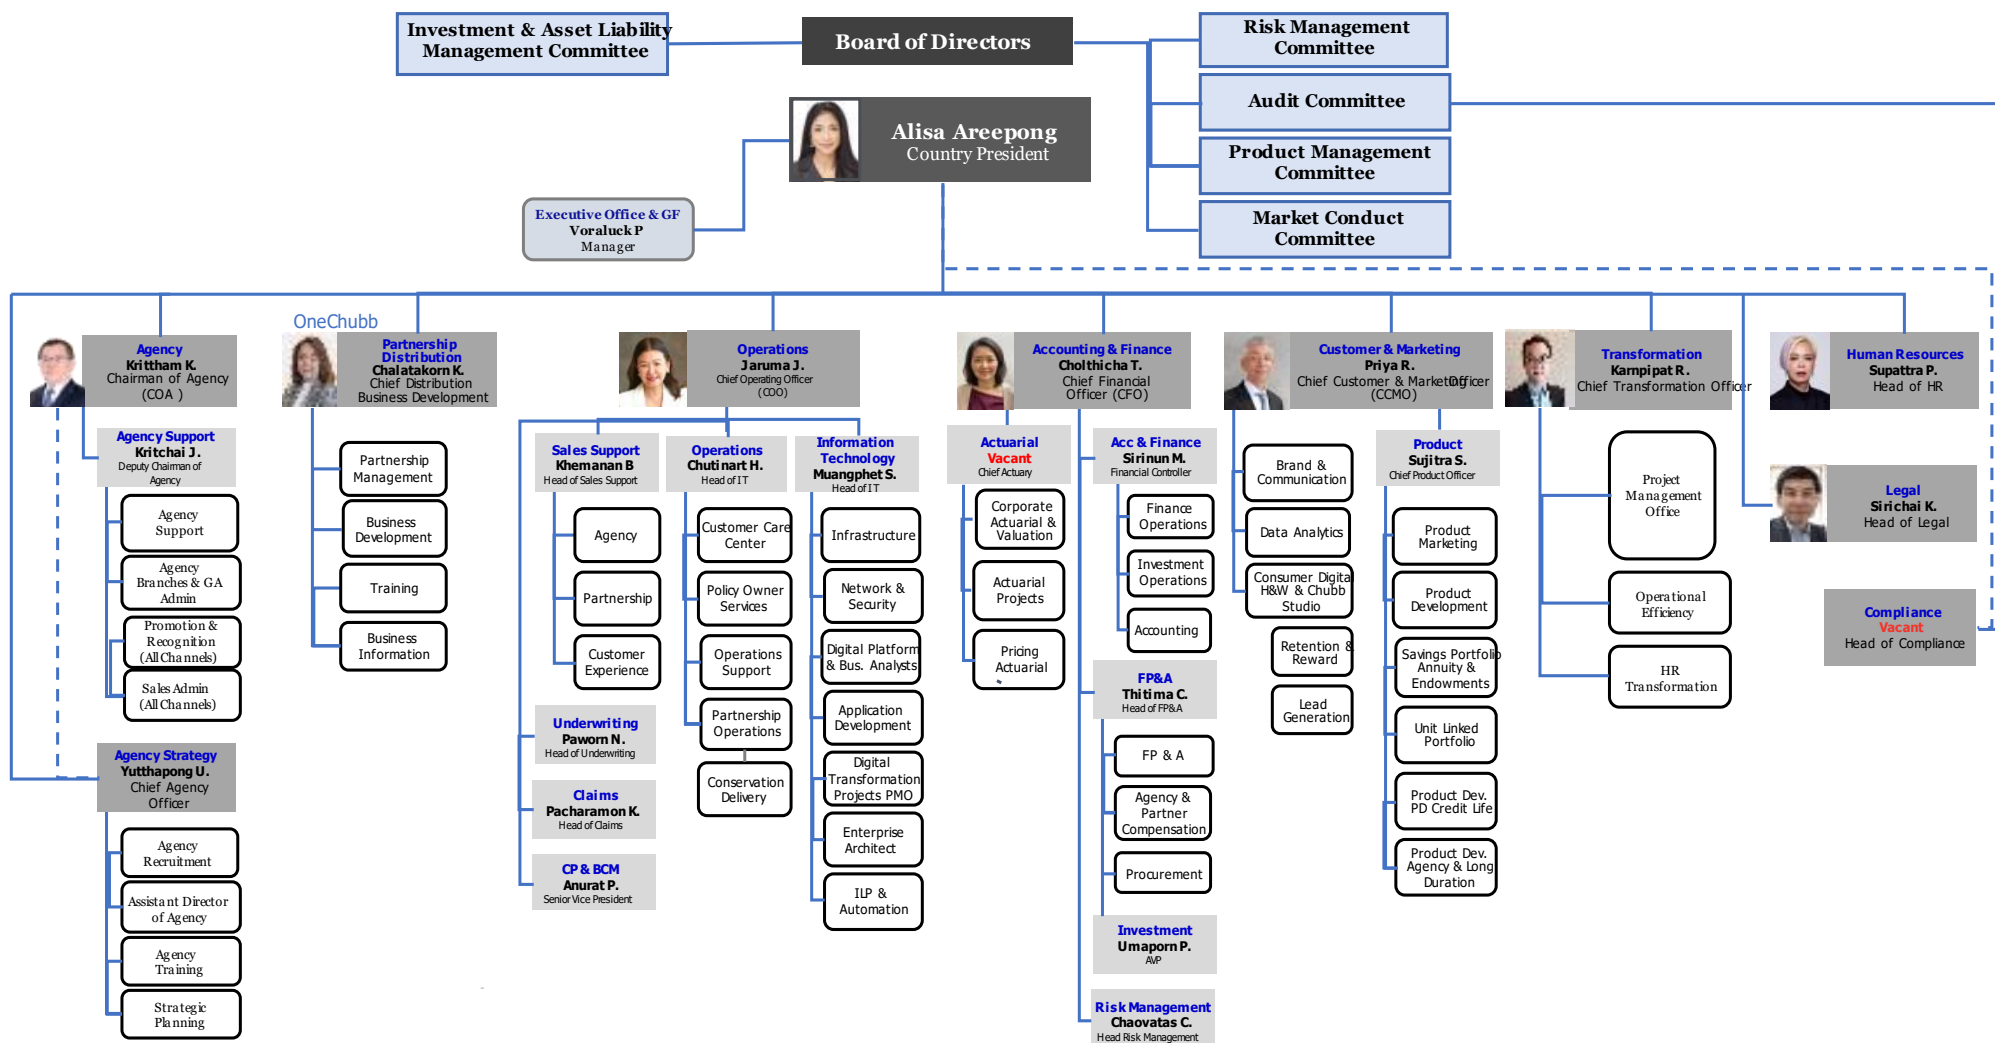 Investment & Asset Liability
Management Committee
Board of Directors
Risk Management
Committee
Audit Committee
Product Management
Committee
Market Conduct
Committee
Alisa Areepong
Country President
Executive Office & GF
Voraluck P
Manager
OneChubb
Agency
Krittham K.
Chairman of Agency
(COA )
Agency Support
Kritchai J.
Deputy Chairman of
Agency
Agency
Support
Agency
Branches & GA
Admin
Promotion &
Recognition
(All Channels)
Sales Admin
(All Channels)
Agency Strategy
Yutthapong U.
Chief Agency
Officer
Agency
Recruitment
Assistant Director
of Agency
Agency
Training
Strategic
Planning
Partnership
Distribution
Chalatakorn K.
Chief Distribution
Business Development
Partnership
Management
Business
Development
Training
Business
Information
Operations
Jaruma J.
Chief Operating Officer
(COO)
Sales Support
Khemanan B
Head of Sales Support
Agency
Partnership
Customer
Experience
Underwriting
Paworn N.
Head of Underwriting
Claims
Pacharamon K.
Head of Claims
CP & BCM
Anurat P.
Senior Vice President
Operations
Chutinart H.
Head of IT
Customer Care
Center
Policy Owner
Services
Operations
Support
Partnership
Operations
Conservation
Delivery
Information
Technology
Muangphet S.
Head of IT
Infrastructure
Network &
Security
Digital Platform
& Bus. Analysts
Application
Development
Digital
Transformation
Projects PMO
Enterprise
Architect
ILP &
Automation
Accounting & Finance
Cholthicha T.
Chief Financial
Officer (CFO)
Actuarial
Vacant
Chief Actuary
Corporate
Actuarial &
Valuation
Actuarial
Projects
Pricing
Actuarial
Acc & Finance
Sirinun M.
Financial Controller
Finance
Operations
Investment
Operations
Accounting
FP&A
Thitima C.
Head of FP&A
FP & A
Agency &
Partner
Compensation
Procurement
Investment
Umaporn P.
AVP
Risk Management
Chaovatas C.
Head Risk Management
Customer & Marketing
Priya R.
Chief Customer & Marketing Officer
(CCMO)
Brand &
Communication
Data Analytics
Consumer Digital
H&W & Chubb
Studio
Retention &
Reward
Lead
Generation
Product
Sujitra S.
Chief Product Officer
Product
Marketing
Product
Development
Savings Portfolio
Annuity &
Endowments
Unit Linked
Portfolio
Product Dev.
PD Credit Life
Product Dev.
Agency & Long
Duration
Transformation
Karnpipat R.
Chief Transformation Officer
Project
Management
Office
Operational
Efficiency
HR
Transformation
Human Resources
Supattra P.
Head of HR
Legal
Sirichai K.
Head of Legal
Compliance
Vacant
Head of Compliance